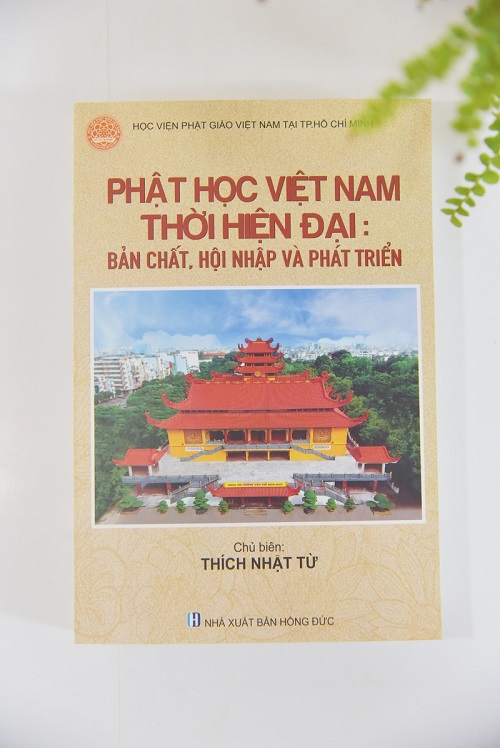 HỌC VIỆN PHẬT GIÁO VIỆT NAM TẠI TP.HỒ CHÍ MINH
PHẬT HỌC VIỆT NAM
THỜI HIỆN ĐẠI :
BẢN CHẤT, HỘI NHẬP VÀ PHÁT TRIỂN
Chủ biên:
THÍCH NHẬT TỪ
NHÀ XUẤT BẢN HỒNG ĐỨC